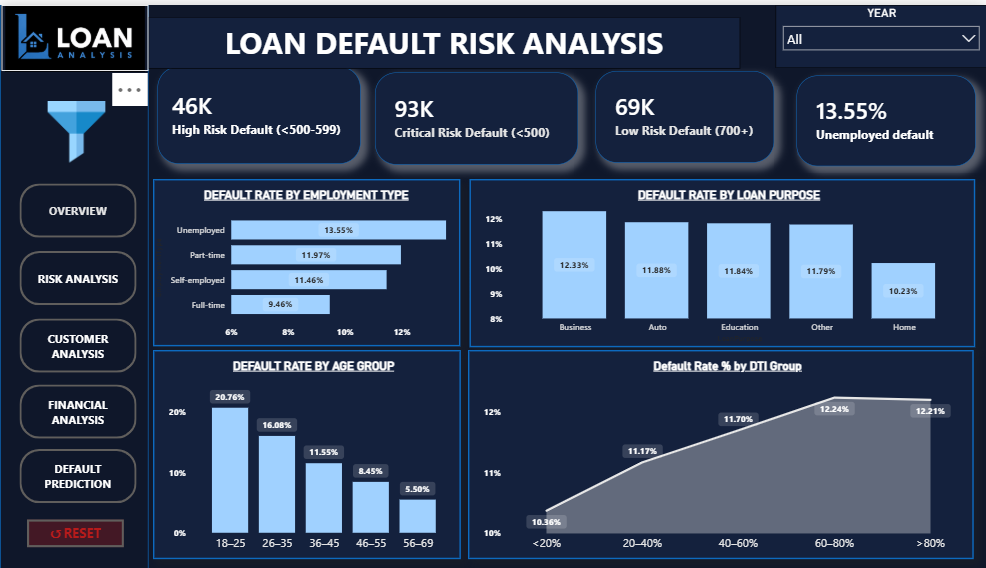 LOAN
ANALYSIS
LOAN DEFAULT RISK ANALYSIS
YEAR
All
46K
High Risk Default (<500-599)
93K
Critical Risk Default (<500)
69K
Low Risk Default (700+)
13.55%
Unemployed default
OVERVIEW
RISK ANALYSIS
CUSTOMER
ANALYSIS
FINANCIAL
ANALYSIS
DEFAULT
PREDICTION
↺ RESET
DEFAULT RATE BY EMPLOYMENT TYPE
Unemployed 13.55%
Part-time 11.97%
Self-employed 11.46%
Full-time 9.46%
6% 8% 10% 12%
DEFAULT RATE BY LOAN PURPOSE
12%
11%
10%
9%
8%
12.33% 11.88% 11.84% 11.79% 10.23%
Business Auto Education Other Home
DEFAULT RATE BY AGE GROUP
20%
10%
0%
20.76% 16.08% 11.55% 8.45% 5.50%
18–25 26–35 36–45 46–55 56–69
Default Rate % by DTI Group
12%
11%
10%
10.36% 11.17% 11.70% 12.24% 12.21%
<20% 20–40% 40–60% 60–80% >80%